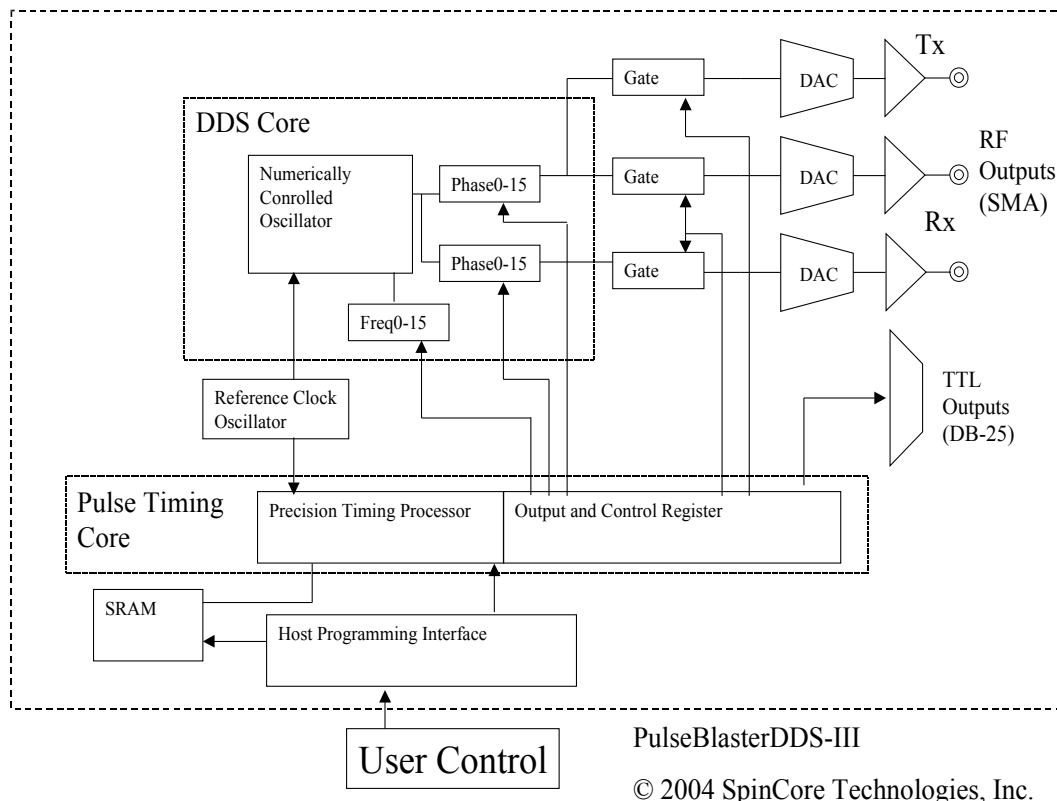 Tx
Gate
DAC
DDS Core
RF
Outputs
(SMA)
Numerically
Conrolled
Oscillator
Phase0-15
Gate
DAC
Rx
Phase0-15
Gate
DAC
Freq0-15
Reference Clock
Oscillator
TTL
Outputs
(DB-25)
Pulse Timing
Core
Precision Timing Processor
Output and Control Register
SRAM
Host Programming Interface
User Control
PulseBlasterDDS-III
© 2004 SpinCore Technologies, Inc.